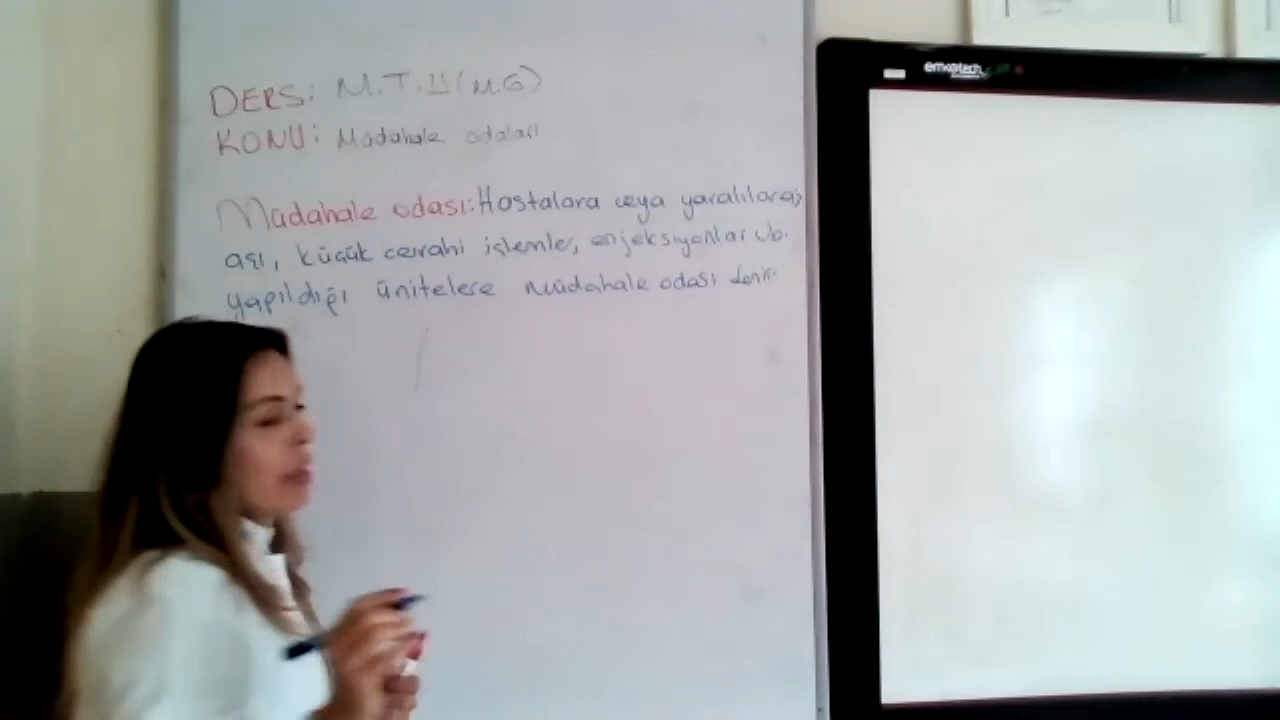 DERS: M.T.U (M.G)
KONU: Müdahale odaları
Müdahale odası: Hastalara veya yaralılara;
aşı, küçük cerrahi işlemler, enjeksiyonlar vb.
yapıldığı ünitelere müdahale odası denir.
emkotech